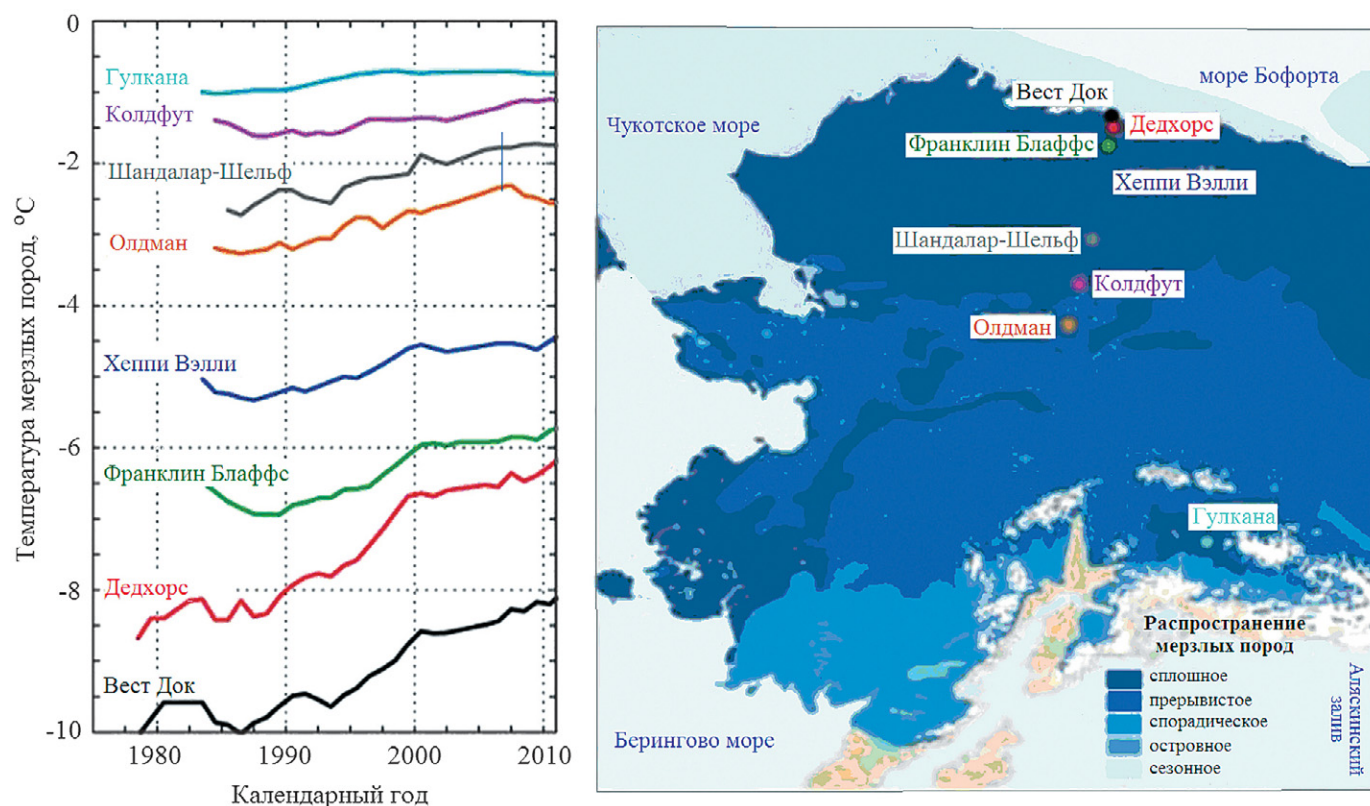 Температура мерзлых пород, °C
0
-2
-4
-6
-8
-10
Гулкана
Колдфут
Шандалар-Шельф
Олдман
Хеппи Вэлли
Франклин Блаффс
Дедхорс
Вест Док
1980
1990
2000
2010
Календарный год
море Бофорта
Вест Док
Чукотское море
Дедхорс
Франклин Блаффс
Хеппи Вэлли
Шандалар-Шельф
Колдфут
Олдман
Гулкана
Распространение
мерзлых пород
сплошное
прерывистое
спорадическое
островное
сезонное
Берингово море
Аляскинский
залив